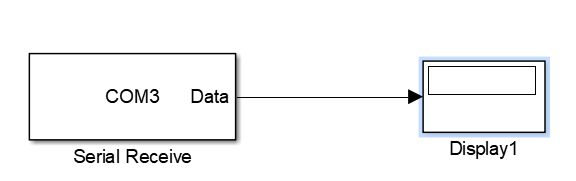 COM3 Data
Serial Receive
Display1